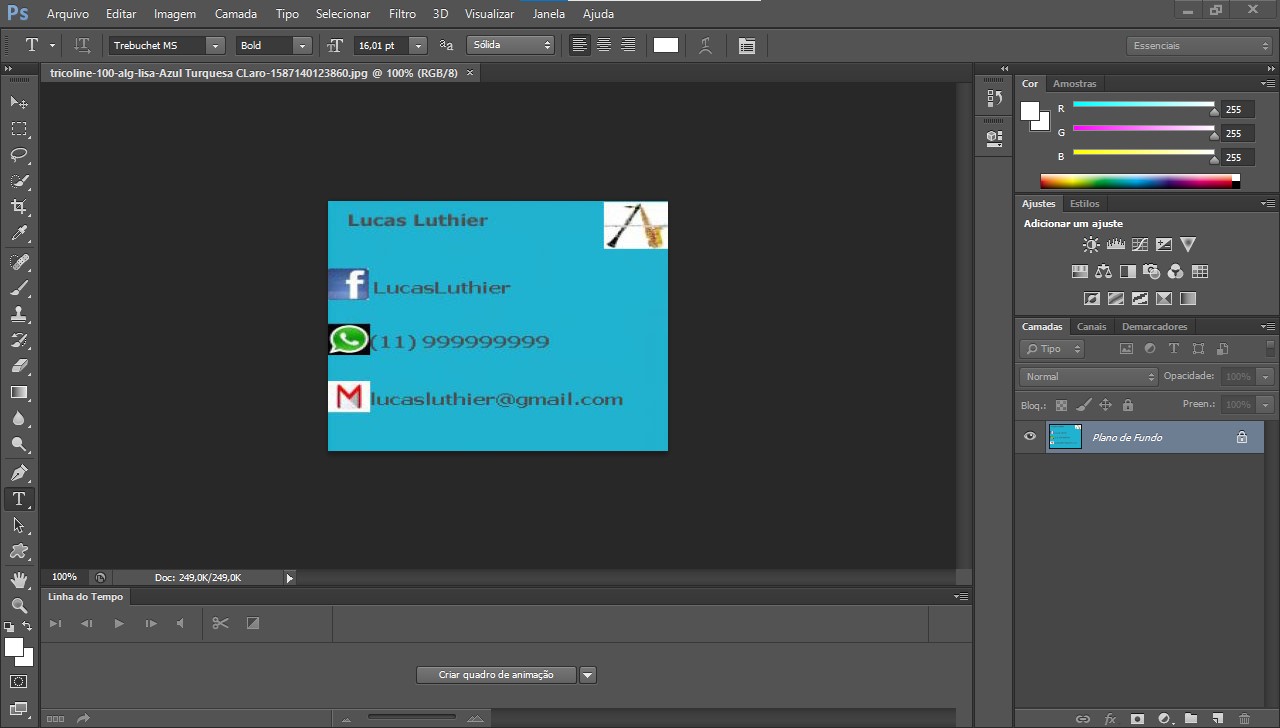 Ps Arquivo Editar Imagem Camada Tipo Selecionar Filtro 3D Visualizar Janela Ajuda
T Trebuchet MS Bold 16,01 pt aa Sólida Essenciais
tricoline-100-alg-lisa-Azul Turquesa CLaro-1587140123860.jpg @ 100% (RGB/8) ×
Lucas Luthier
f LucasLuthier
(11) 999999999
M lucasluthier@gmail.com
100% Doc: 249,0K/249,0K
Linha do Tempo
Criar quadro de animação
Cor Amostras
R 255
G 255
B 255
Ajustes Estilos
Adicionar um ajuste
Camadas Canais Demarcadores
Tipo
Normal Opacidade: 100%
Bloq.: Preen.: 100%
Plano de Fundo
fx